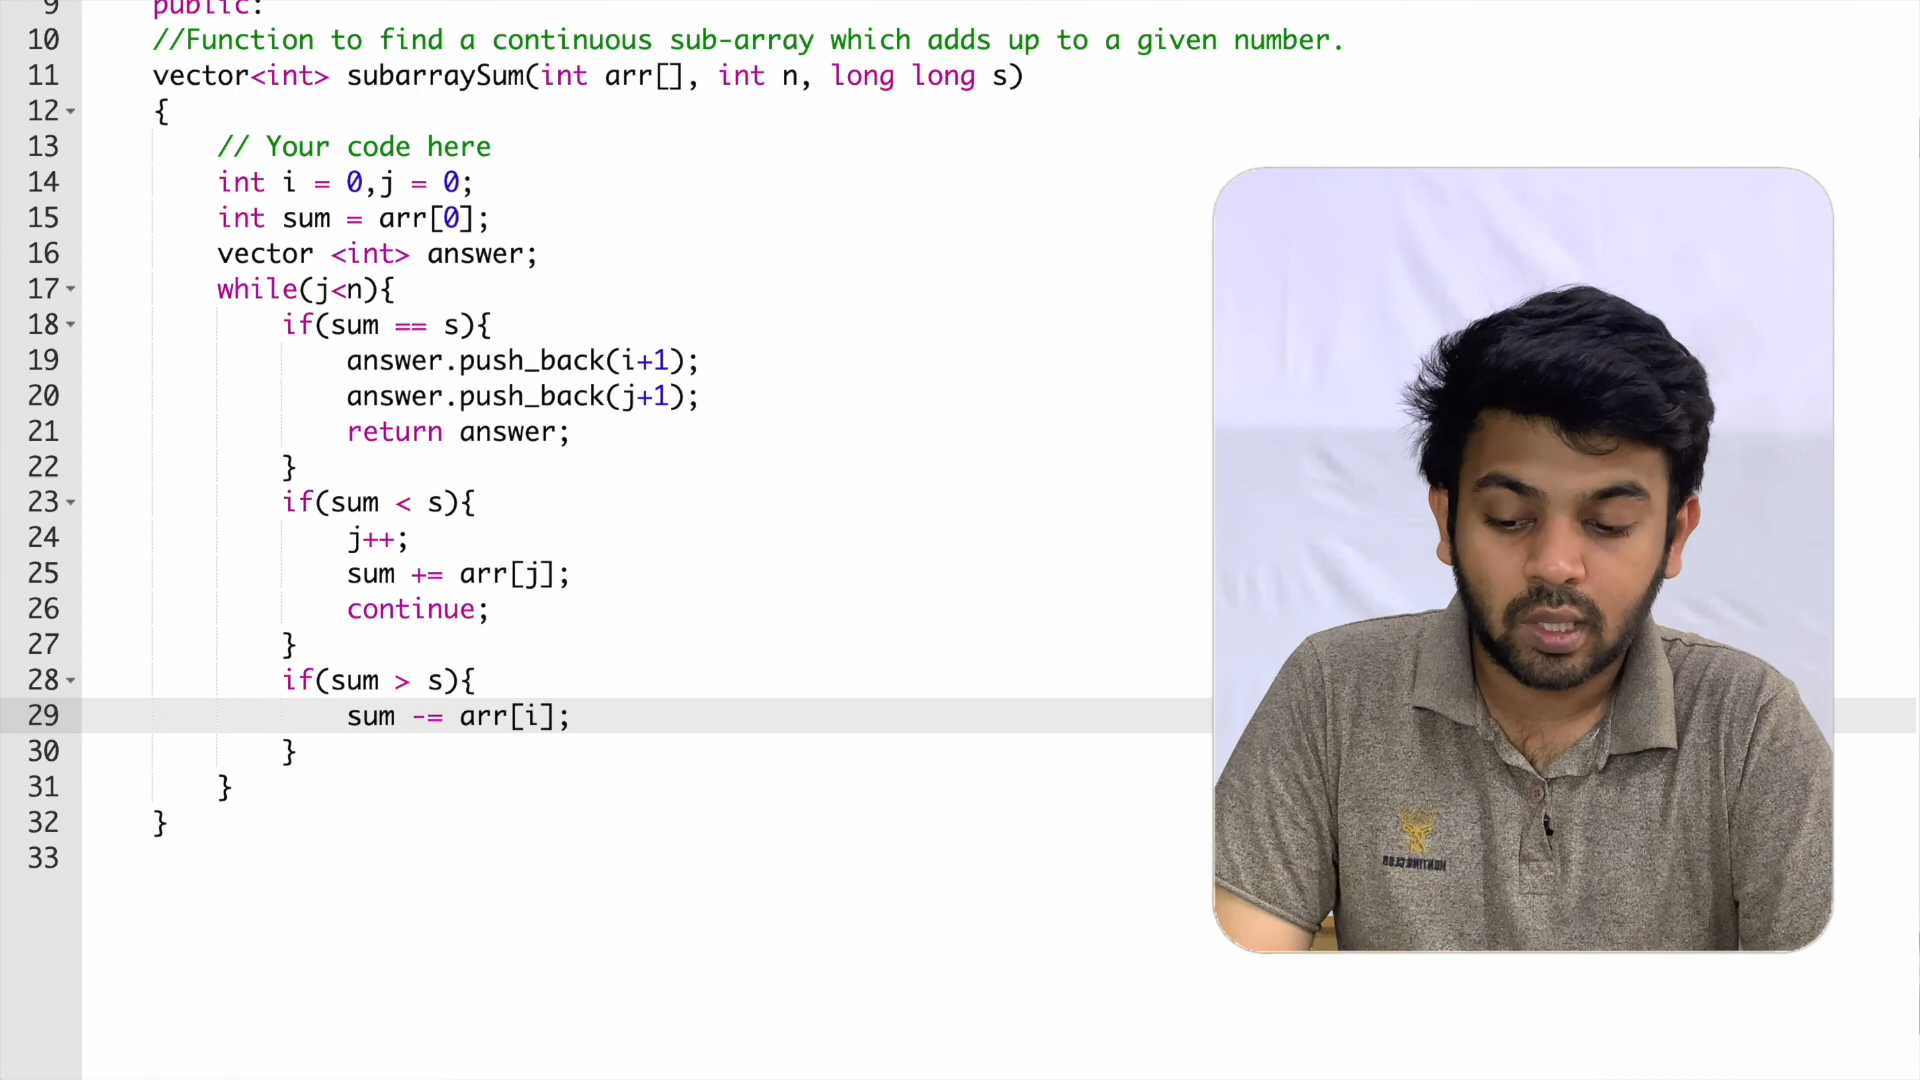 9 public:
10 //Function to find a continuous sub-array which adds up to a given number.
11 vector<int> subarraySum(int arr[], int n, long long s)
12 {
13 // Your code here
14 int i = 0,j = 0;
15 int sum = arr[0];
16 vector <int> answer;
17 while(j<n){
18 if(sum == s){
19 answer.push_back(i+1);
20 answer.push_back(j+1);
21 return answer;
22 }
23 if(sum < s){
24 j++;
25 sum += arr[j];
26 continue;
27 }
28 if(sum > s){
29 sum -= arr[i];
30 }
31 }
32 }
33
HUNTING CLUB